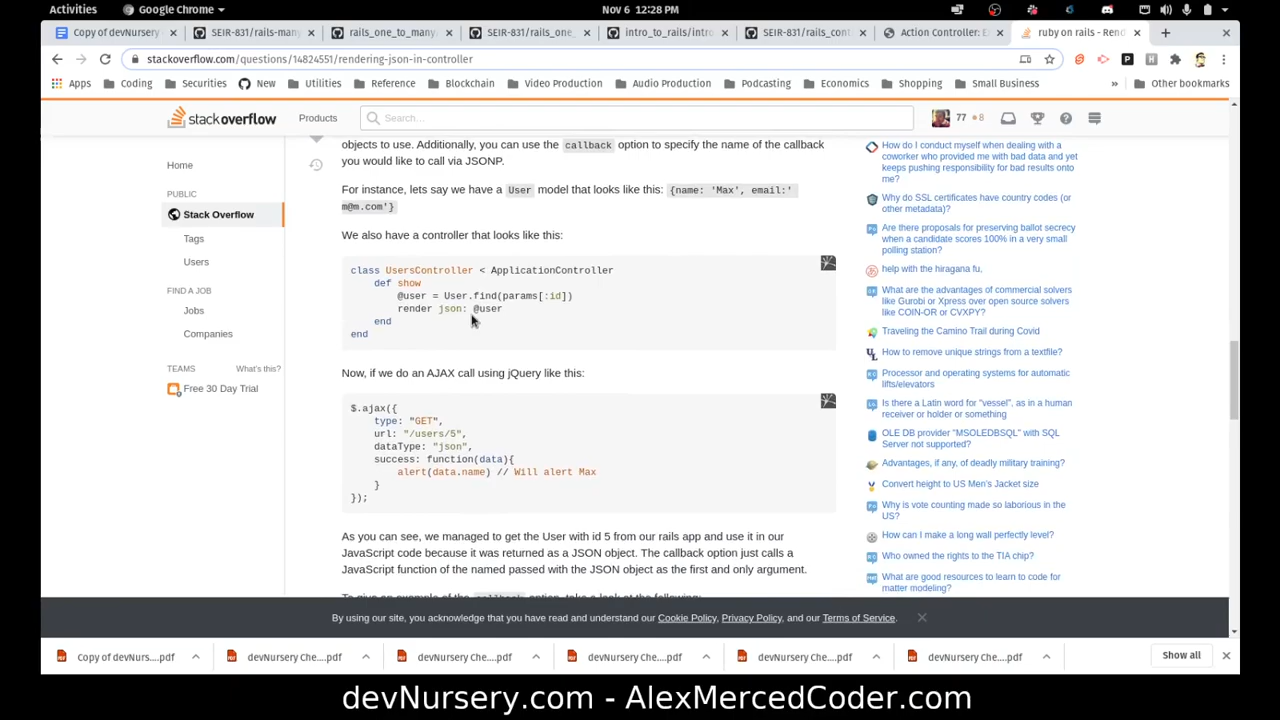 Activities
Google Chrome
Nov 6 12:28 PM
Copy of devNursery
SEIR-831/rails-man
rails_one_to_many
SEIR-831/rails_one
intro_to_rails/intro
SEIR-831/rails_cont
Action Controller: E
ruby on rails - Rend
stackoverflow.com/questions/14824551/rendering-json-in-controller
Apps
Coding
Securities
New
Utilities
Reference
Blockchain
Video Production
Audio Production
Podcasting
Economics
Shopping
Small Business
»
Other bookmarks
stackoverflow
Products
Search...
77
8
Home
PUBLIC
Stack Overflow
Tags
Users
FIND A JOB
Jobs
Companies
TEAMS What's this?
Free 30 Day Trial
objects to use. Additionally, you can use the callback option to specify the name of the callback
you would like to call via JSONP.
For instance, lets say we have a User model that looks like this: {name: 'Max', email:'
m@m.com'}
We also have a controller that looks like this:
class UsersController < ApplicationController
def show
@user = User.find(params[:id])
render json: @user
end
end
Now, if we do an AJAX call using jQuery like this:
$.ajax({
type: "GET",
url: "/users/5",
dataType: "json",
success: function(data){
alert(data.name) // Will alert Max
}
});
As you can see, we managed to get the User with id 5 from our rails app and use it in our
JavaScript code because it was returned as a JSON object. The callback option just calls a
JavaScript function of the named passed with the JSON object as the first and only argument.
To give an example of the callback option, take a look at the following:
How do I conduct myself when dealing with a
coworker who provided me with bad data and yet
keeps pushing responsibility for bad results onto
me?
Why do SSL certificates have country codes (or
other metadata)?
Are there proposals for preserving ballot secrecy
when a candidate scores 100% in a very small
polling station?
help with the hiragana fu,
What are the advantages of commercial solvers
like Gurobi or Xpress over open source solvers
like COIN-OR or CVXPY?
Traveling the Camino Trail during Covid
How to remove unique strings from a textfile?
Processor and operating systems for automatic
lifts/elevators
Is there a Latin word for "vessel", as in a human
receiver or holder or something
OLE DB provider "MSOLEDBSQL" with SQL
Server not supported?
Advantages, if any, of deadly military training?
Convert height to US Men's Jacket size
Why is vote counting made so laborious in the
US?
How can I make a long wall perfectly level?
Who owned the rights to the TIA chip?
What are good resources to learn to code for
matter modeling?
By using our site, you acknowledge that you have read and understand our Cookie Policy, Privacy Policy, and our Terms of Service.
Copy of devNurs....pdf
devNursery Che....pdf
devNursery Che....pdf
devNursery Che....pdf
devNursery Che....pdf
devNursery Che....pdf
Show all
devNursery.com - AlexMercedCoder.com